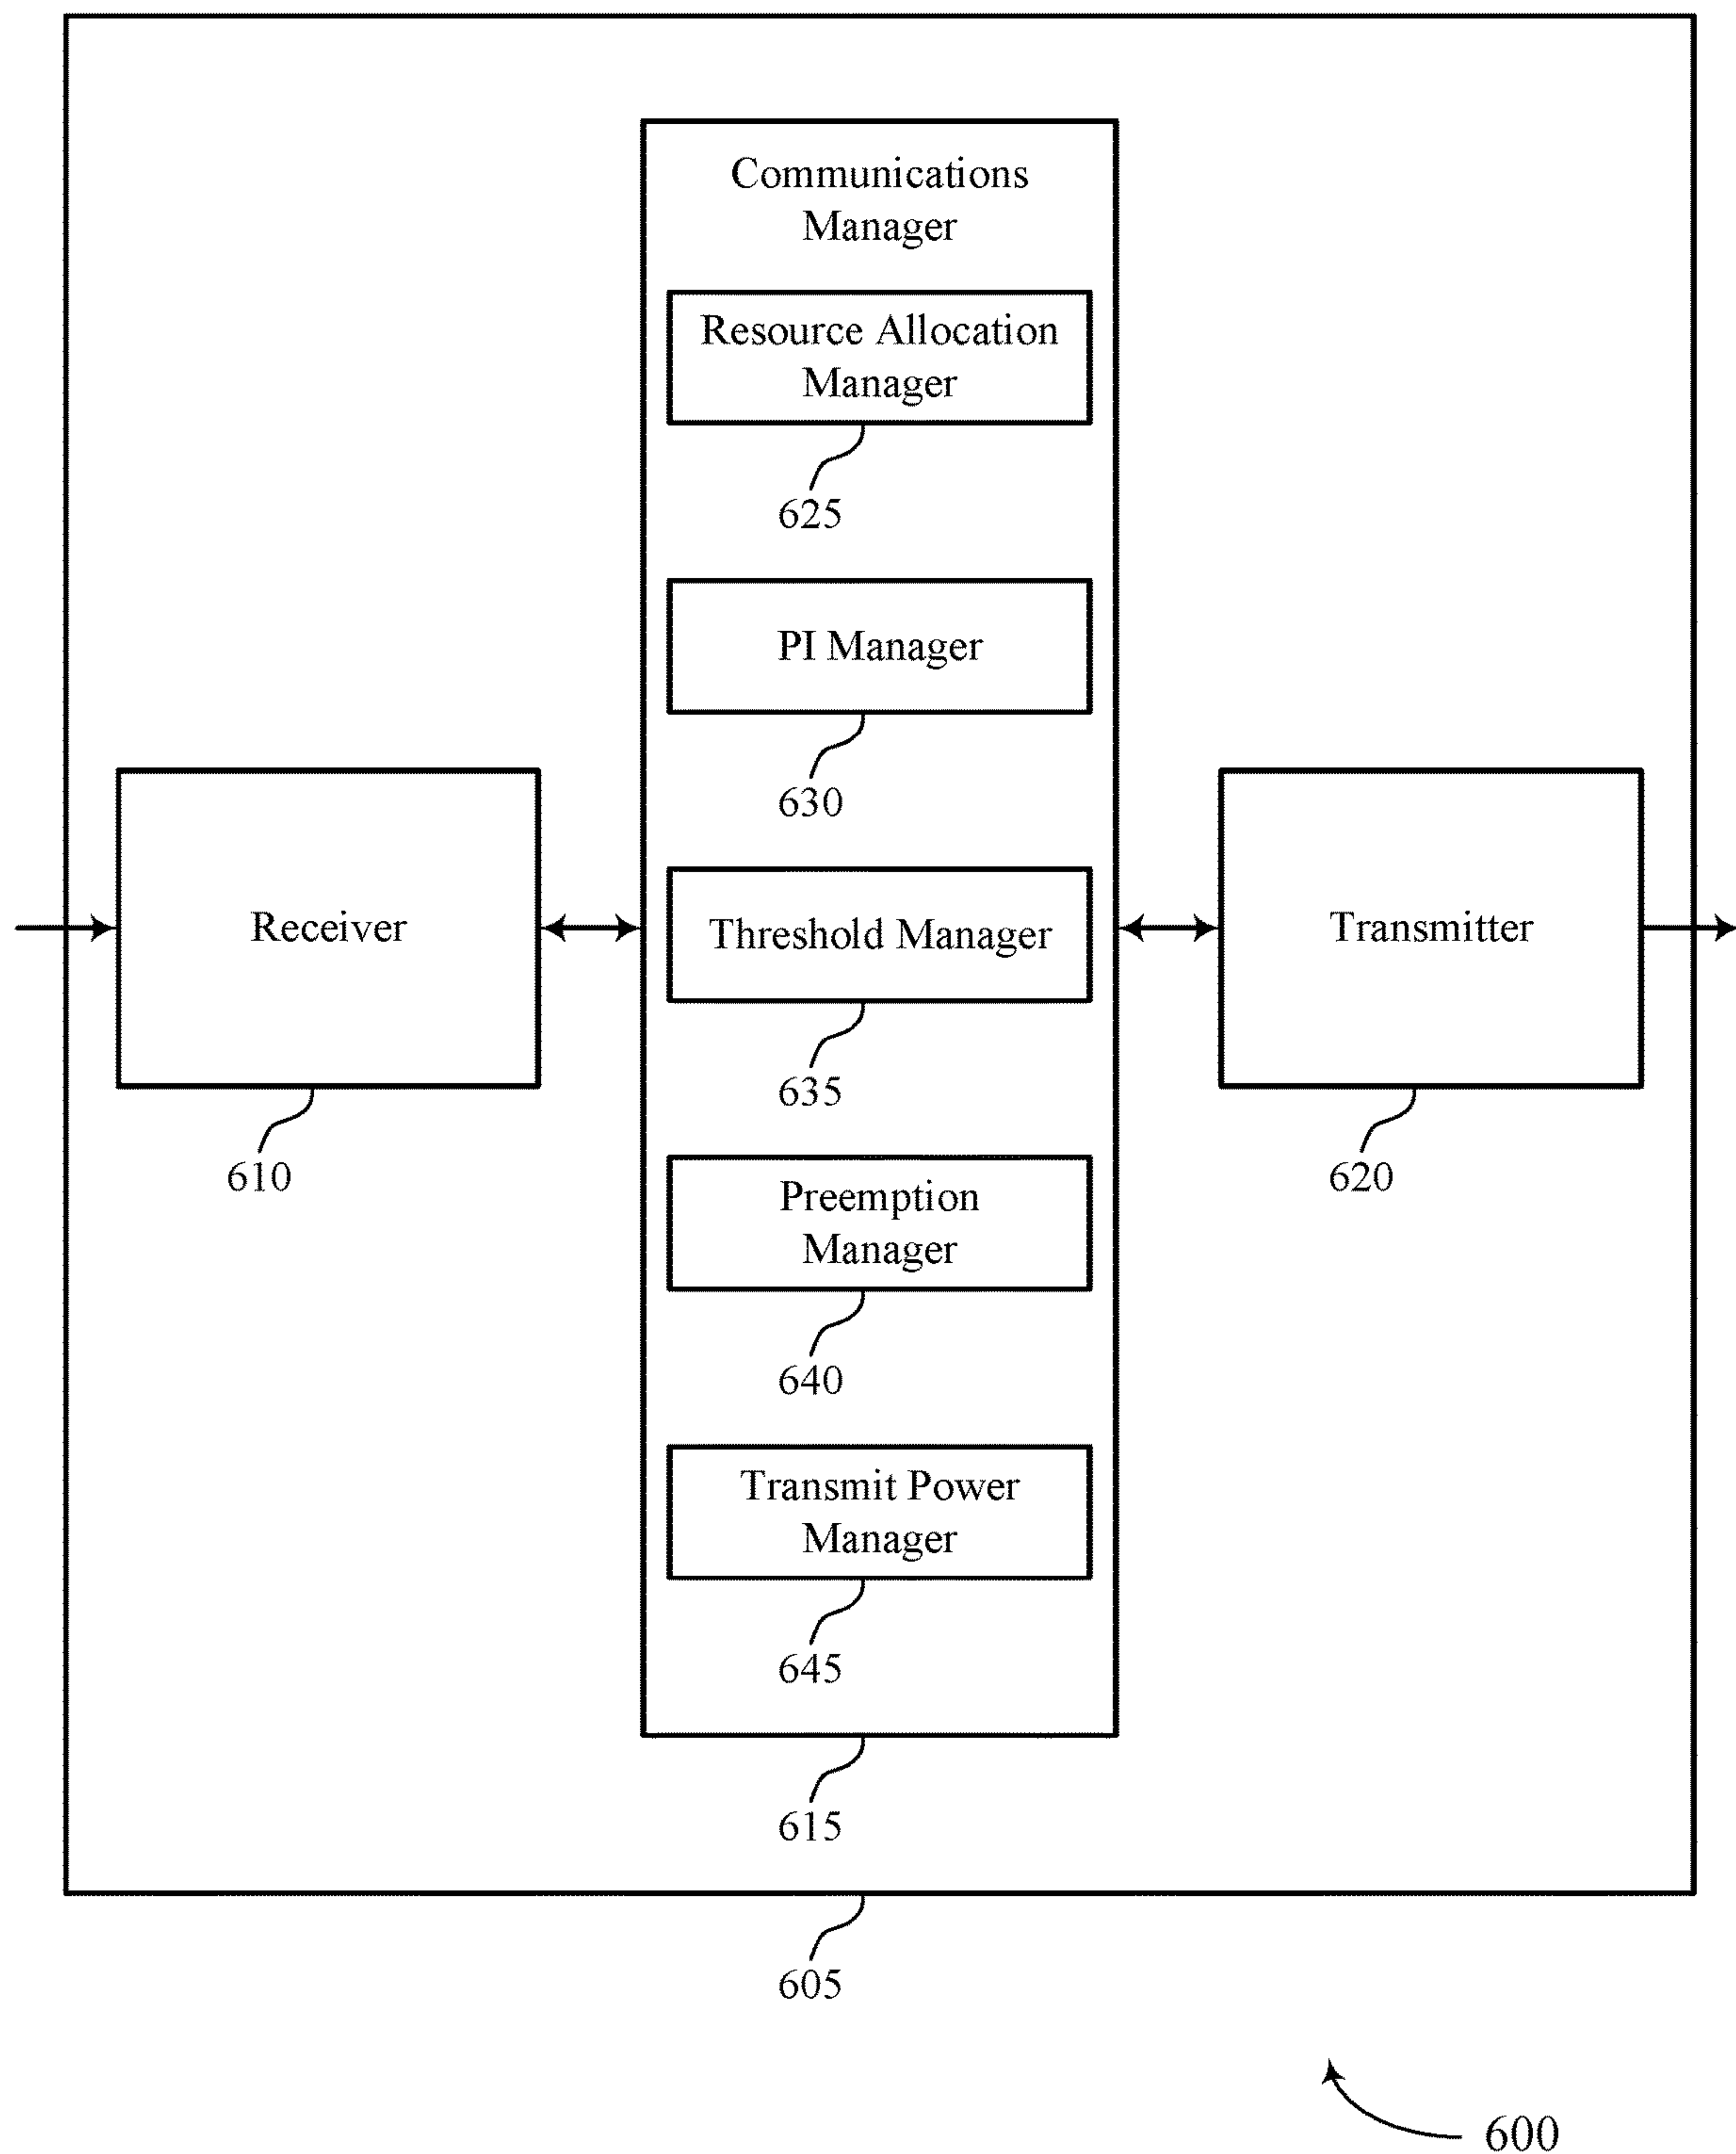 Communications
Manager
Resource Allocation
Manager
625
PI Manager
630
Receiver
Threshold Manager
Transmitter
635
610
620
Preemption
Manager
640
Transmit Power
Manager
645
615
605
600